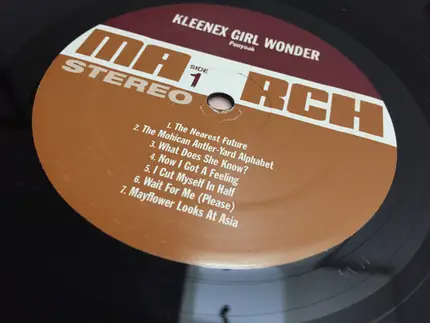 KLEENEX GIRL WONDER
Ponyoak
MARCH
STEREO
SIDE
1
1. The Nearest Future
2. The Mohican Antler-Yard Alphabet
3. What Does She Know?
4. Now I Got A Feeling
5. I Cut Myself In Half
6. Wait For Me (Please)
7. Mayflower Looks At Asia